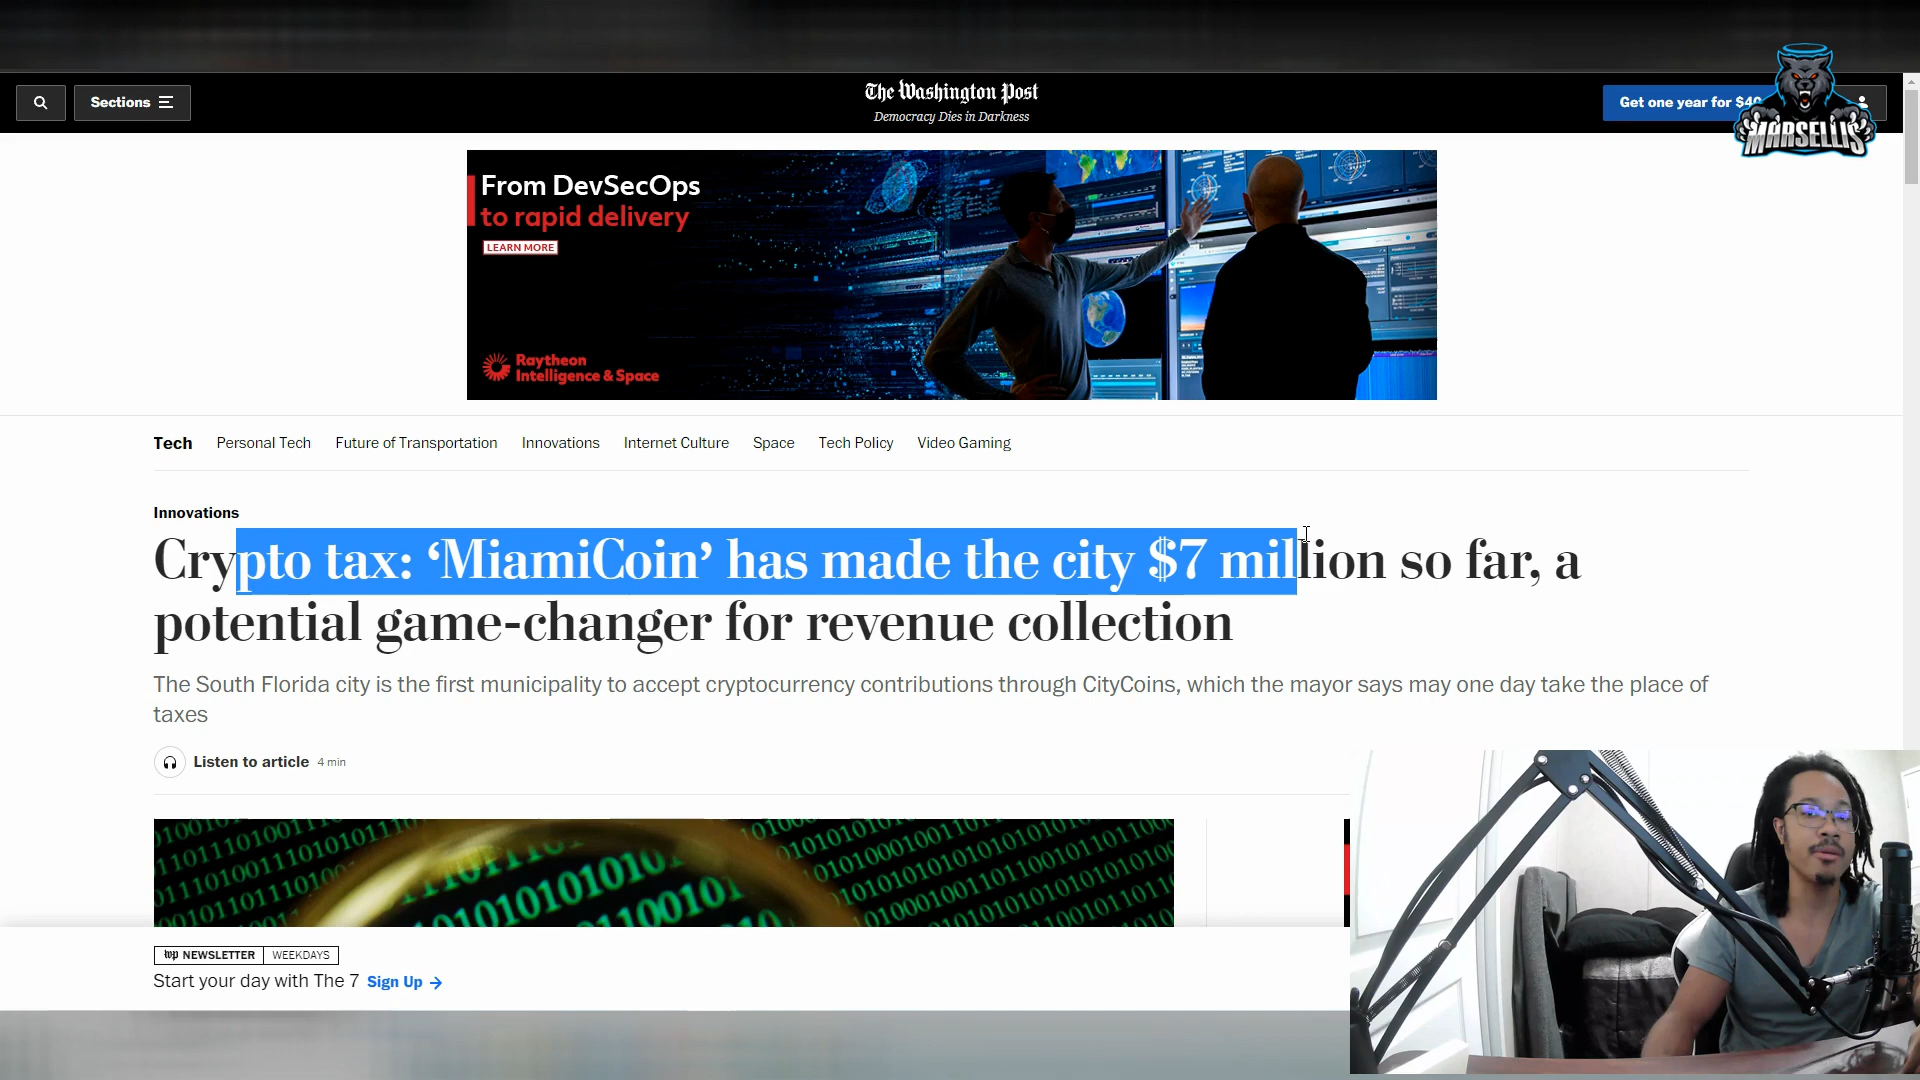 Sections
The Washington Post
Democracy Dies in Darkness
Get one year for $40
MARSELLIS
From DevSecOps
to rapid delivery
LEARN MORE
Raytheon
Intelligence & Space
Tech Personal Tech Future of Transportation Innovations Internet Culture Space Tech Policy Video Gaming
Innovations
Crypto tax: ‘MiamiCoin’ has made the city $7 million so far, a
potential game-changer for revenue collection
The South Florida city is the first municipality to accept cryptocurrency contributions through CityCoins, which the mayor says may one day take the place of
taxes
Listen to article 4 min
wp NEWSLETTER WEEKDAYS
Start your day with The 7 Sign Up →